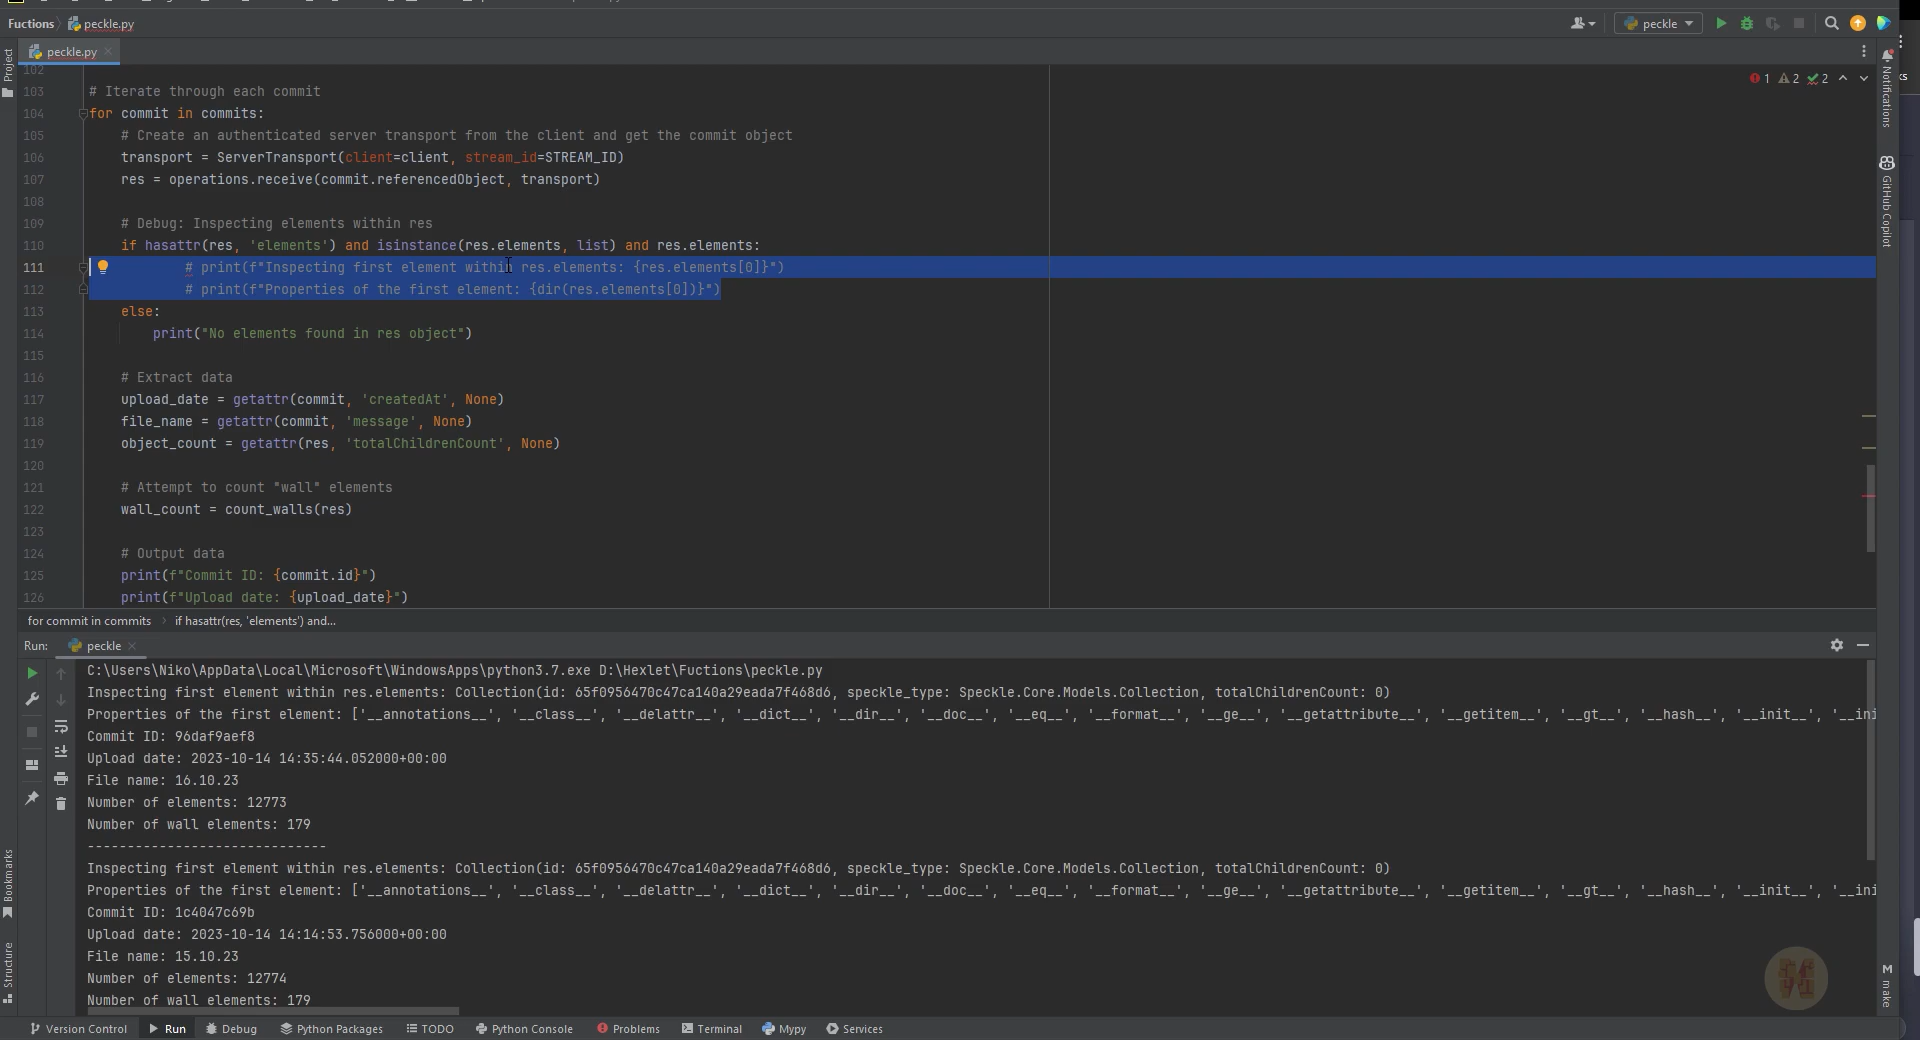 Fuctions
peckle.py
peckle
peckle.py
Project
1 2 2
Notifications
GitHub Copilot
102
103 # Iterate through each commit
104 for commit in commits:
105 # Create an authenticated server transport from the client and get the commit object
106 transport = ServerTransport(client=client, stream_id=STREAM_ID)
107 res = operations.receive(commit.referencedObject, transport)
108
109 # Debug: Inspecting elements within res
110 if hasattr(res, 'elements') and isinstance(res.elements, list) and res.elements:
111 # print(f"Inspecting first element within res.elements: {res.elements[0]}")
112 # print(f"Properties of the first element: {dir(res.elements[0])}")
113 else:
114 print("No elements found in res object")
115
116 # Extract data
117 upload_date = getattr(commit, 'createdAt', None)
118 file_name = getattr(commit, 'message', None)
119 object_count = getattr(res, 'totalChildrenCount', None)
120
121 # Attempt to count "wall" elements
122 wall_count = count_walls(res)
123
124 # Output data
125 print(f"Commit ID: {commit.id}")
126 print(f"Upload date: {upload_date}")
for commit in commits › if hasattr(res, 'elements') and...
Run: peckle
C:\Users\Niko\AppData\Local\Microsoft\WindowsApps\python3.7.exe D:\Hexlet\Fuctions\peckle.py
Inspecting first element within res.elements: Collection(id: 65f0956470c47ca140a29eada7f468d6, speckle_type: Speckle.Core.Models.Collection, totalChildrenCount: 0)
Properties of the first element: ['__annotations__', '__class__', '__delattr__', '__dict__', '__dir__', '__doc__', '__eq__', '__format__', '__ge__', '__getattribute__', '__getitem__', '__gt__', '__hash__', '__init__', '__ini
Commit ID: 96daf9aef8
Upload date: 2023-10-14 14:35:44.052000+00:00
File name: 16.10.23
Number of elements: 12773
Number of wall elements: 179
------------------------------
Inspecting first element within res.elements: Collection(id: 65f0956470c47ca140a29eada7f468d6, speckle_type: Speckle.Core.Models.Collection, totalChildrenCount: 0)
Properties of the first element: ['__annotations__', '__class__', '__delattr__', '__dict__', '__dir__', '__doc__', '__eq__', '__format__', '__ge__', '__getattribute__', '__getitem__', '__gt__', '__hash__', '__init__', '__ini
Commit ID: 1c4047c69b
Upload date: 2023-10-14 14:14:53.756000+00:00
File name: 15.10.23
Number of elements: 12774
Number of wall elements: 179
Bookmarks
Structure
M make
Version Control Run Debug Python Packages TODO Python Console Problems Terminal Mypy Services